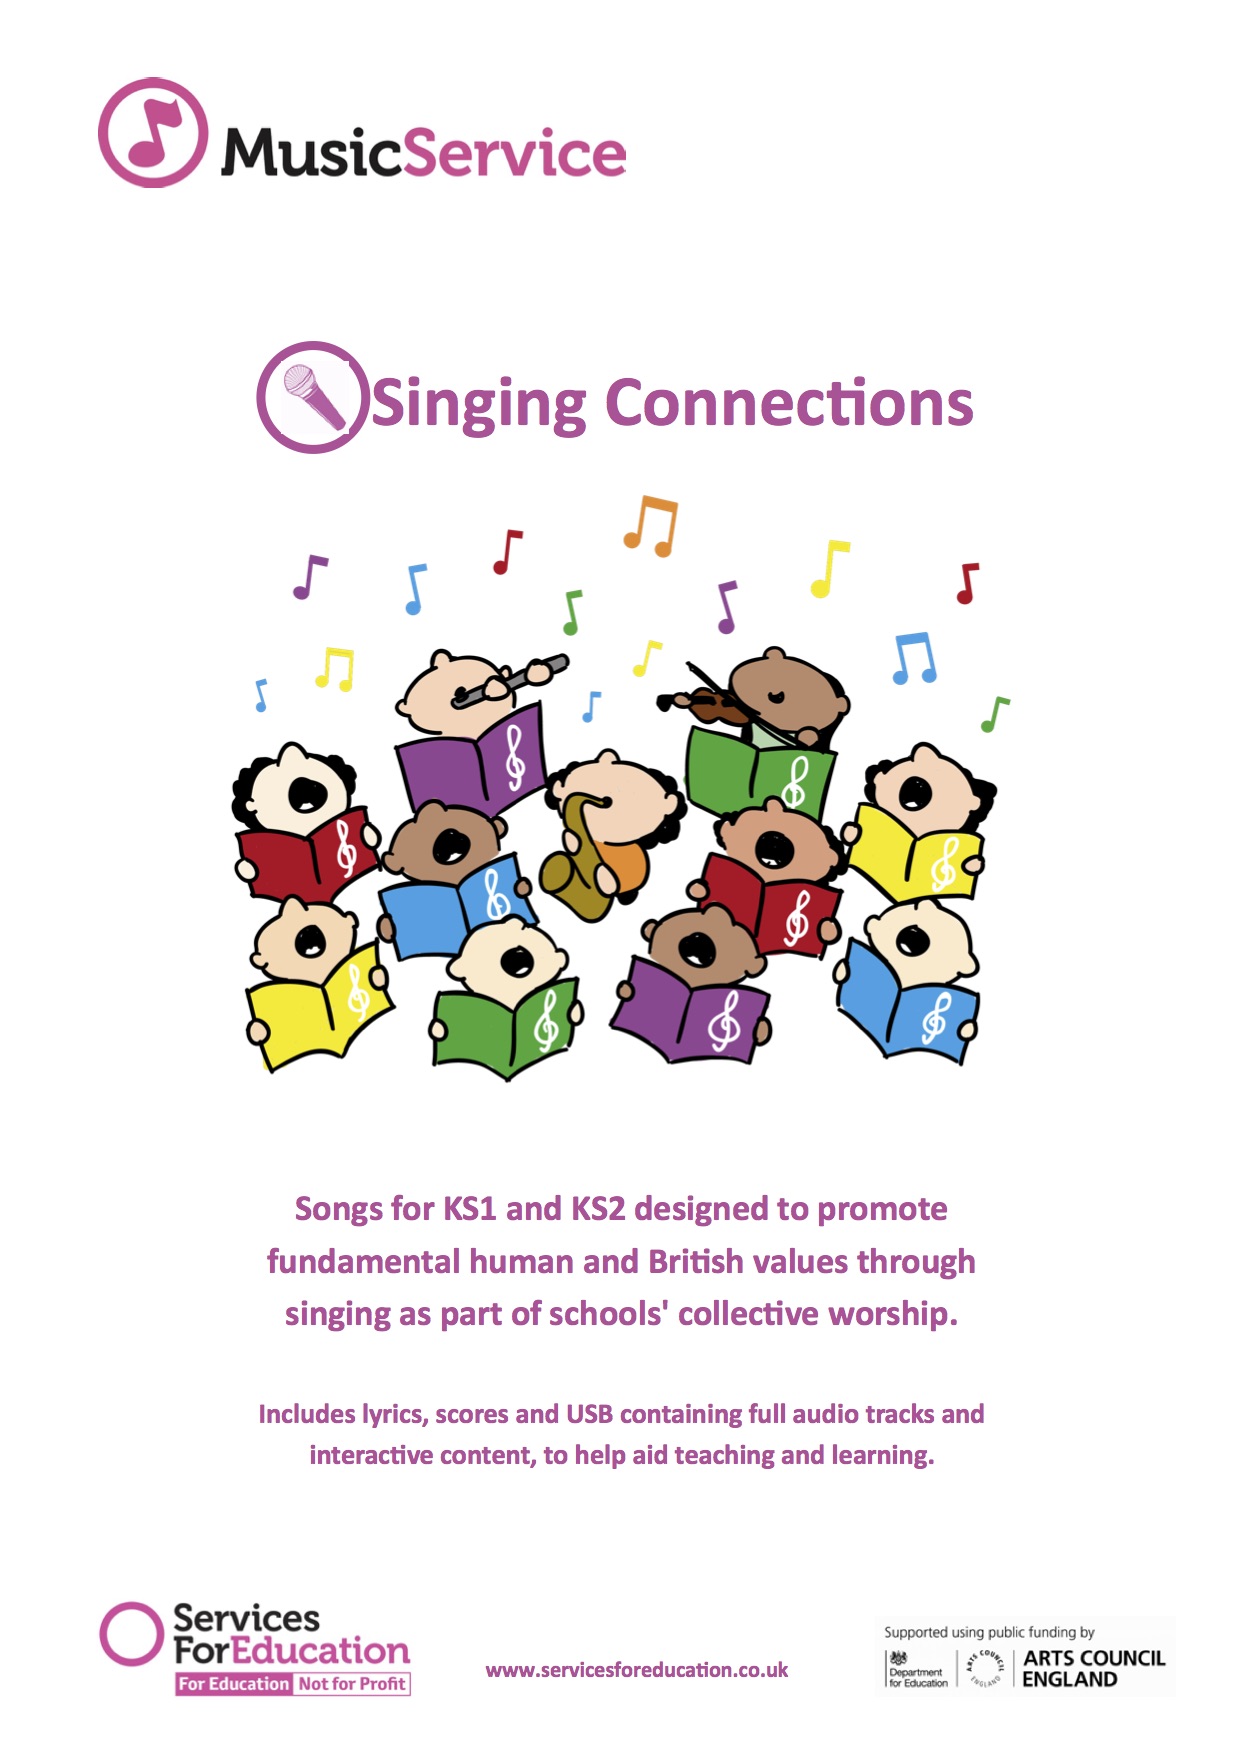 MusicService
Singing Connections
Songs for KS1 and KS2 designed to promote
fundamental human and British values through
singing as part of schools' collective worship.
Includes lyrics, scores and USB containing full audio tracks and
interactive content, to help aid teaching and learning.
Services
ForEducation
For Education Not for Profit
www.servicesforeducation.co.uk
Supported using public funding by
Department
for Education
ARTS COUNCIL
ENGLAND
ARTS COUNCIL
ENGLAND